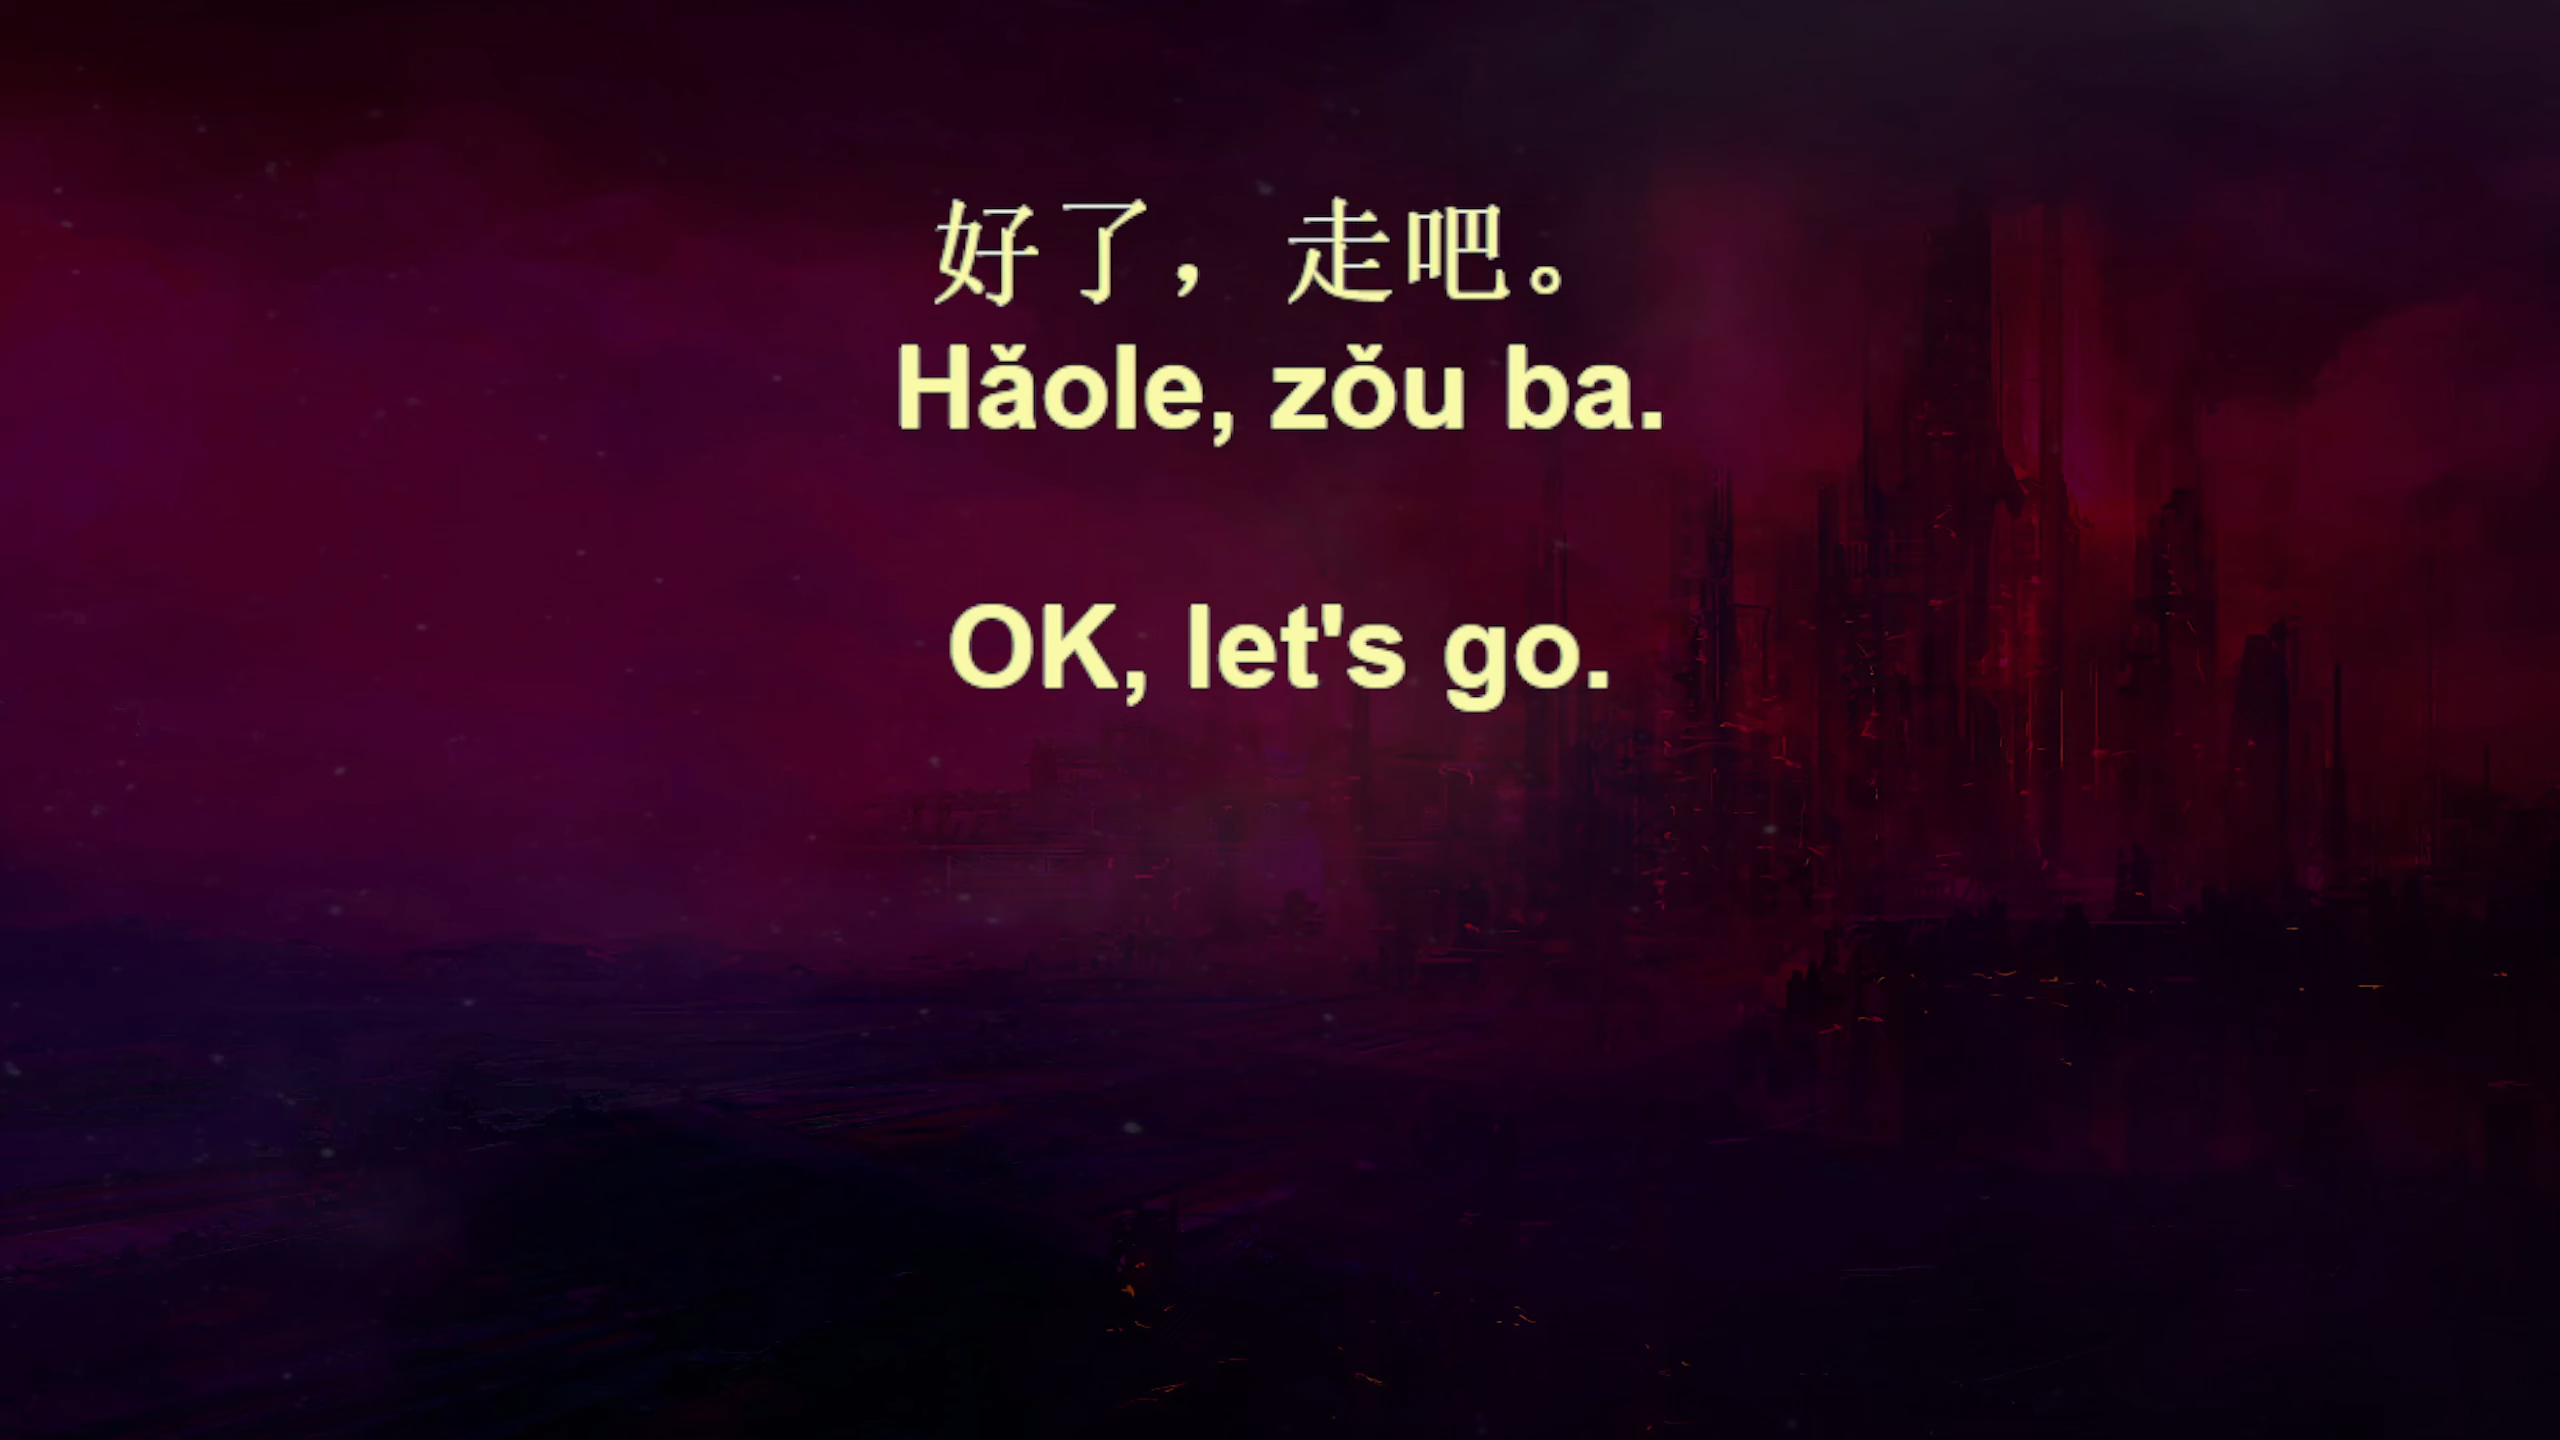 好了，走吧。
Hǎole, zǒu ba.
OK, let's go.